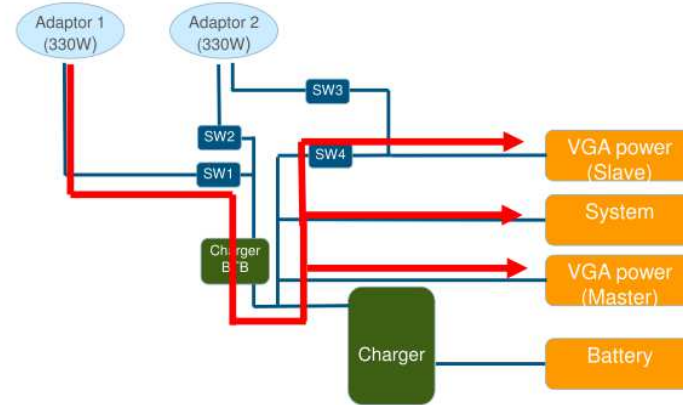 Adaptor 1
(330W)
Adaptor 2
(330W)
SW3
SW2
SW4
SW1
VGA power
(Slave)
System
Charger
VGA power
(Master)
Charger
Battery